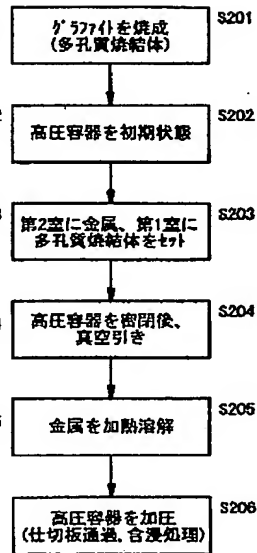 グラファイトを焼成
(多孔質焼結体)
S201
高圧容器を初期状態
S202
第2室に金属、第1室に
多孔質焼結体をセット
S203
高圧容器を密閉後、
真空引き
S204
金属を加熱溶解
S205
高圧容器を加圧
(仕切板通過、含浸処理)
S206